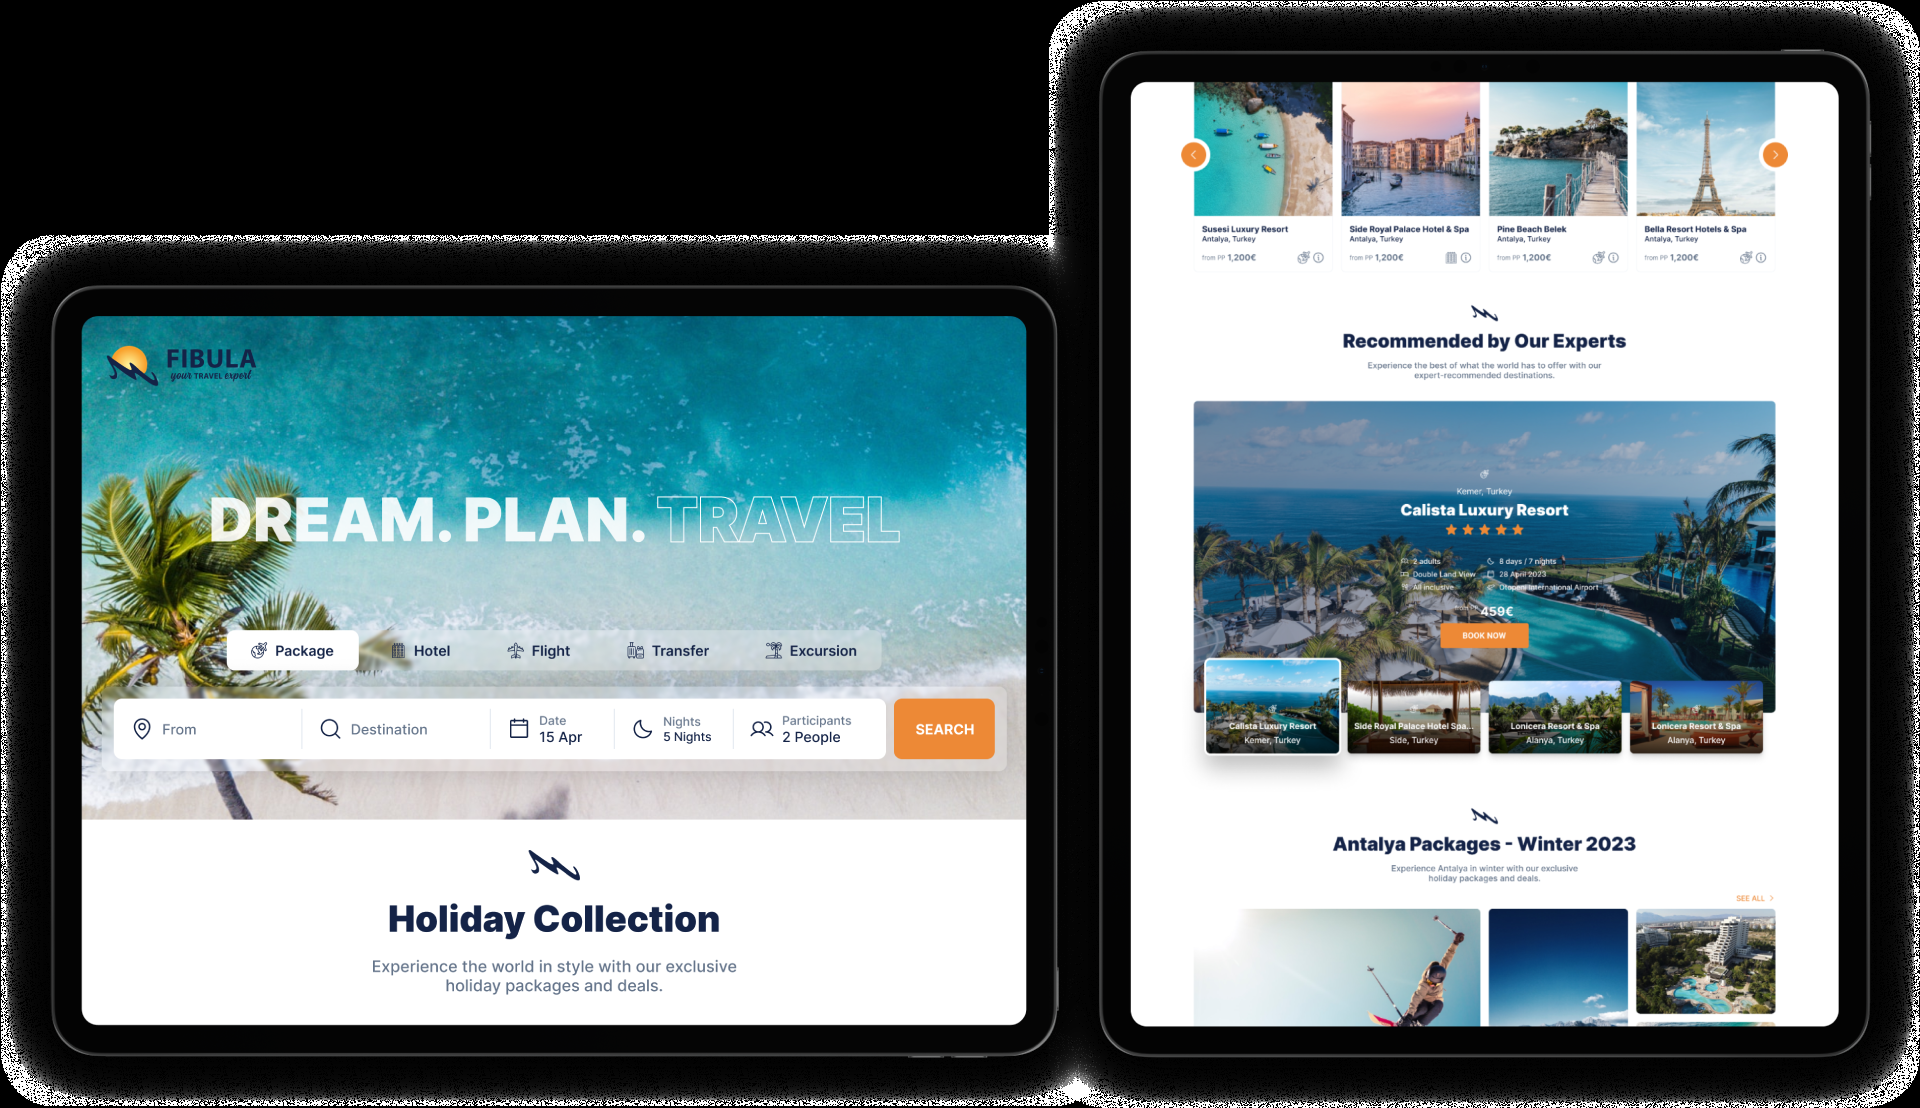 FIBULA
your TRAVEL expert
DREAM. PLAN. TRAVEL
Package
Hotel
Flight
Transfer
Excursion
From
Destination
Date
15 Apr
Nights
5 Nights
Participants
2 People
SEARCH
Holiday Collection
Experience the world in style with our exclusive
holiday packages and deals.
Susesi Luxury Resort
Antalya, Turkey
from PP 1,200€
Side Royal Palace Hotel & Spa
Antalya, Turkey
from PP 1,200€
Pine Beach Belek
Antalya, Turkey
from PP 1,200€
Bella Resort Hotels & Spa
Antalya, Turkey
from PP 1,200€
Recommended by Our Experts
Experience the best of what the world has to offer with our
expert-recommended destinations.
Kemer, Turkey
Calista Luxury Resort
2 adults
8 days / 7 nights
Double Land View
28 April 2023
All inclusive
Otopeni International Airport
from PP 459€
BOOK NOW
Calista Luxury Resort
Kemer, Turkey
Side Royal Palace Hotel Spa...
Side, Turkey
Lonicera Resort & Spa
Alanya, Turkey
Lonicera Resort & Spa
Alanya, Turkey
Antalya Packages - Winter 2023
Experience Antalya in winter with our exclusive
holiday packages and deals.
SEE ALL